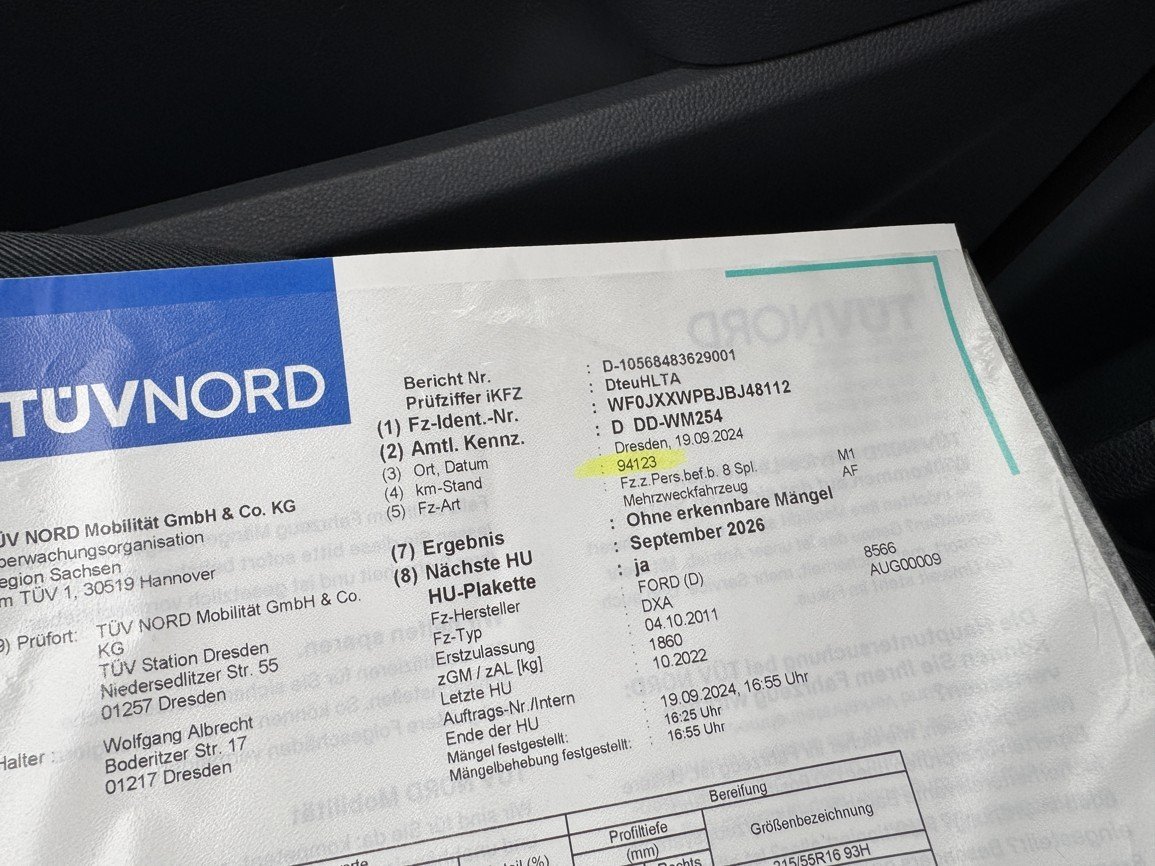 TÜVNORD
TÜV NORD Mobilität GmbH & Co. KG
Überwachungsorganisation
Region Sachsen
Am TÜV 1, 30519 Hannover
9) Prüfort: TÜV NORD Mobilität GmbH & Co.
KG
TÜV Station Dresden
Niedersedlitzer Str. 55
01257 Dresden
Halter : Wolfgang Albrecht
Boderitzer Str. 17
01217 Dresden
Bericht Nr. : D-10568483629001
Prüfziffer iKFZ : DteuHLTA
(1) Fz-Ident.-Nr. : WF0JXXWPBJBJ48112
(2) Amtl. Kennz. : D DD-WM254
(3) Ort, Datum : Dresden, 19.09.2024
(4) km-Stand : 94123
(5) Fz-Art : Fz.z.Pers.bef.b. 8 Spl. M1
Mehrzweckfahrzeug AF
(7) Ergebnis : Ohne erkennbare Mängel
(8) Nächste HU : September 2026
HU-Plakette : ja
Fz-Hersteller : FORD (D) 8566
Fz-Typ : DXA AUG00009
Erstzulassung : 04.10.2011
zGM / zAL [kg] : 1860
Letzte HU : 10.2022
Auftrags-Nr./Intern
Ende der HU : 19.09.2024, 16:55 Uhr
Mängel festgestellt: : 16:25 Uhr
Mängelbehebung festgestellt: : 16:55 Uhr
Bereifung
Profiltiefe
(mm)
Größenbezeichnung
Rechts
215/55R16 93H
(%)